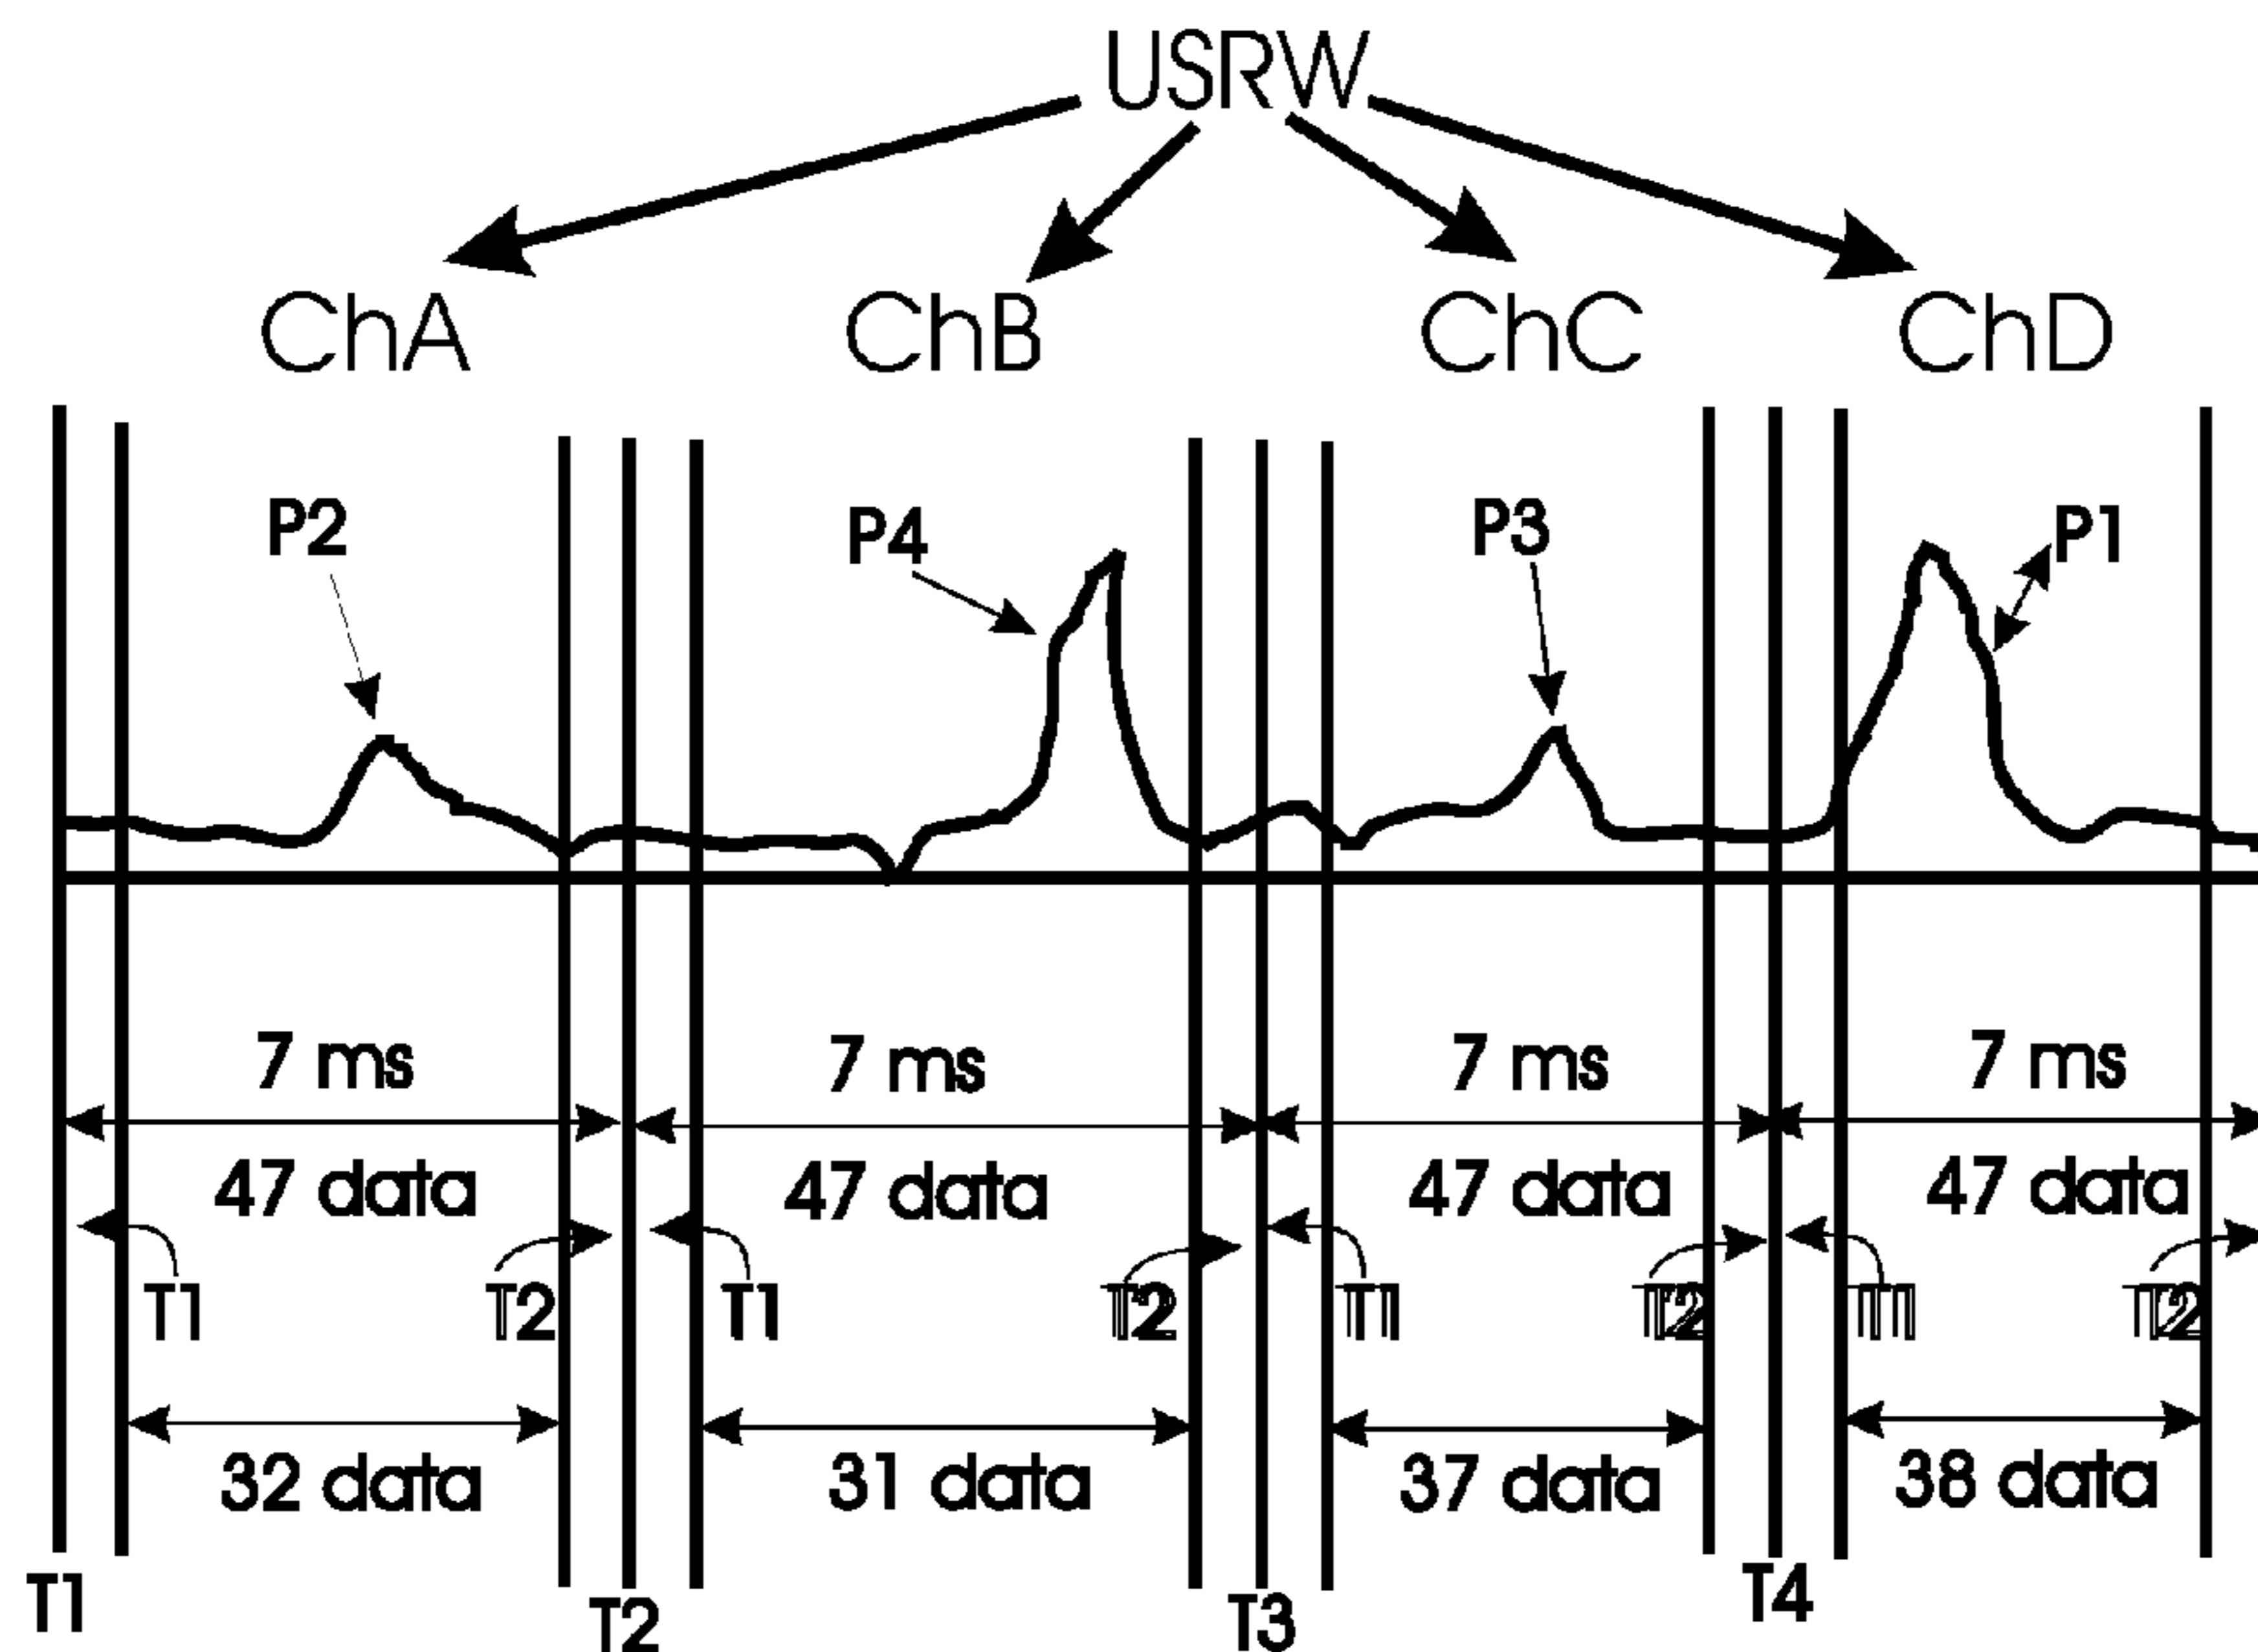 USRW
ChA ChB ChC ChD
P2 P4 P3 P1
7 ms 7 ms 7 ms 7 ms
47 data 47 data 47 data 47 data
T1 T2 T1 T2 T1 T2 T1 T2
32 data 31 data 37 data 38 data
T1 T2 T3 T4